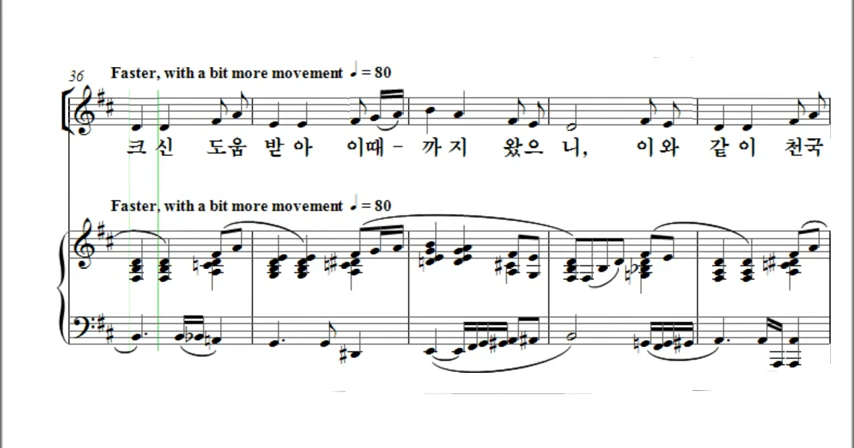 36
Faster, with a bit more movement ♩ = 80
크 신 도움 받 아 이때 – 까 지 왔으 니, 이와 같 이 천국
Faster, with a bit more movement ♩ = 80